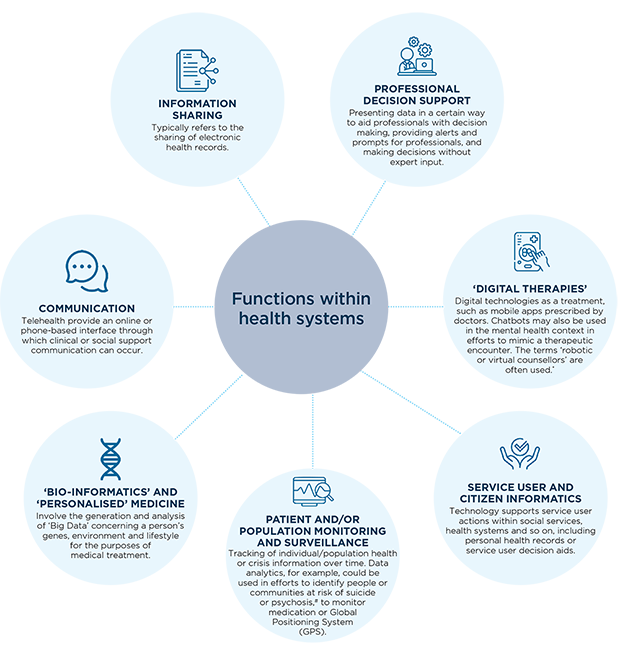 INFORMATION
SHARING
Typically refers to the
sharing of electronic
health records.
PROFESSIONAL
DECISION SUPPORT
Presenting data in a certain way
to aid professionals with decision
making, providing alerts and
prompts for professionals, and
making decisions without
expert input.
COMMUNICATION
Telehealth provide an online or
phone-based interface through
which clinical or social support
communication can occur.
Functions within
health systems
‘DIGITAL THERAPIES’
Digital technologies as a treatment,
such as mobile apps prescribed by
doctors. Chatbots may also be used
in the mental health context in
efforts to mimic a therapeutic
encounter. The terms ‘robotic
or virtual counsellors’ are
often used.’
‘BIO-INFORMATICS’ AND
‘PERSONALISED’ MEDICINE
Involve the generation and analysis
of ‘Big Data’ concerning a person’s
genes, environment and lifestyle
for the purposes of
medical treatment.
PATIENT AND/OR
POPULATION MONITORING
AND SURVEILLANCE
Tracking of individual/population health
or crisis information over time. Data
analytics, for example, could be
used in efforts to identify people or
communities at risk of suicide
or psychosis,# to monitor
medication or Global
Positioning System
(GPS).
SERVICE USER AND
CITIZEN INFORMATICS
Technology supports service user
actions within social services,
health systems and so on, including
personal health records or
service user decision aids.